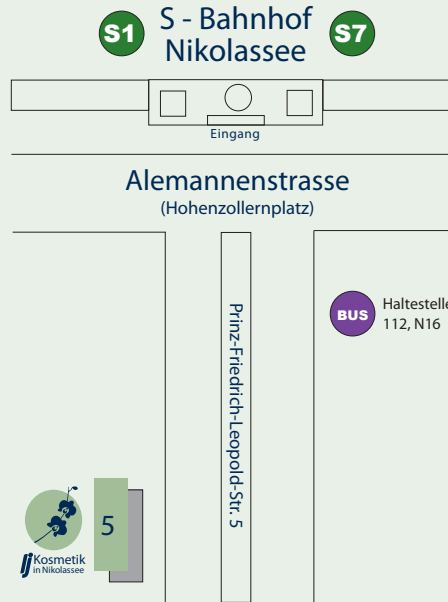 S1
S - Bahnhof
Nikolassee
S7
Eingang
Alemannenstrasse
(Hohenzollernplatz)
Prinz-Friedrich-Leopold-Str. 5
BUS
Haltestelle
112, N16
5
Kosmetik
in Nikolassee